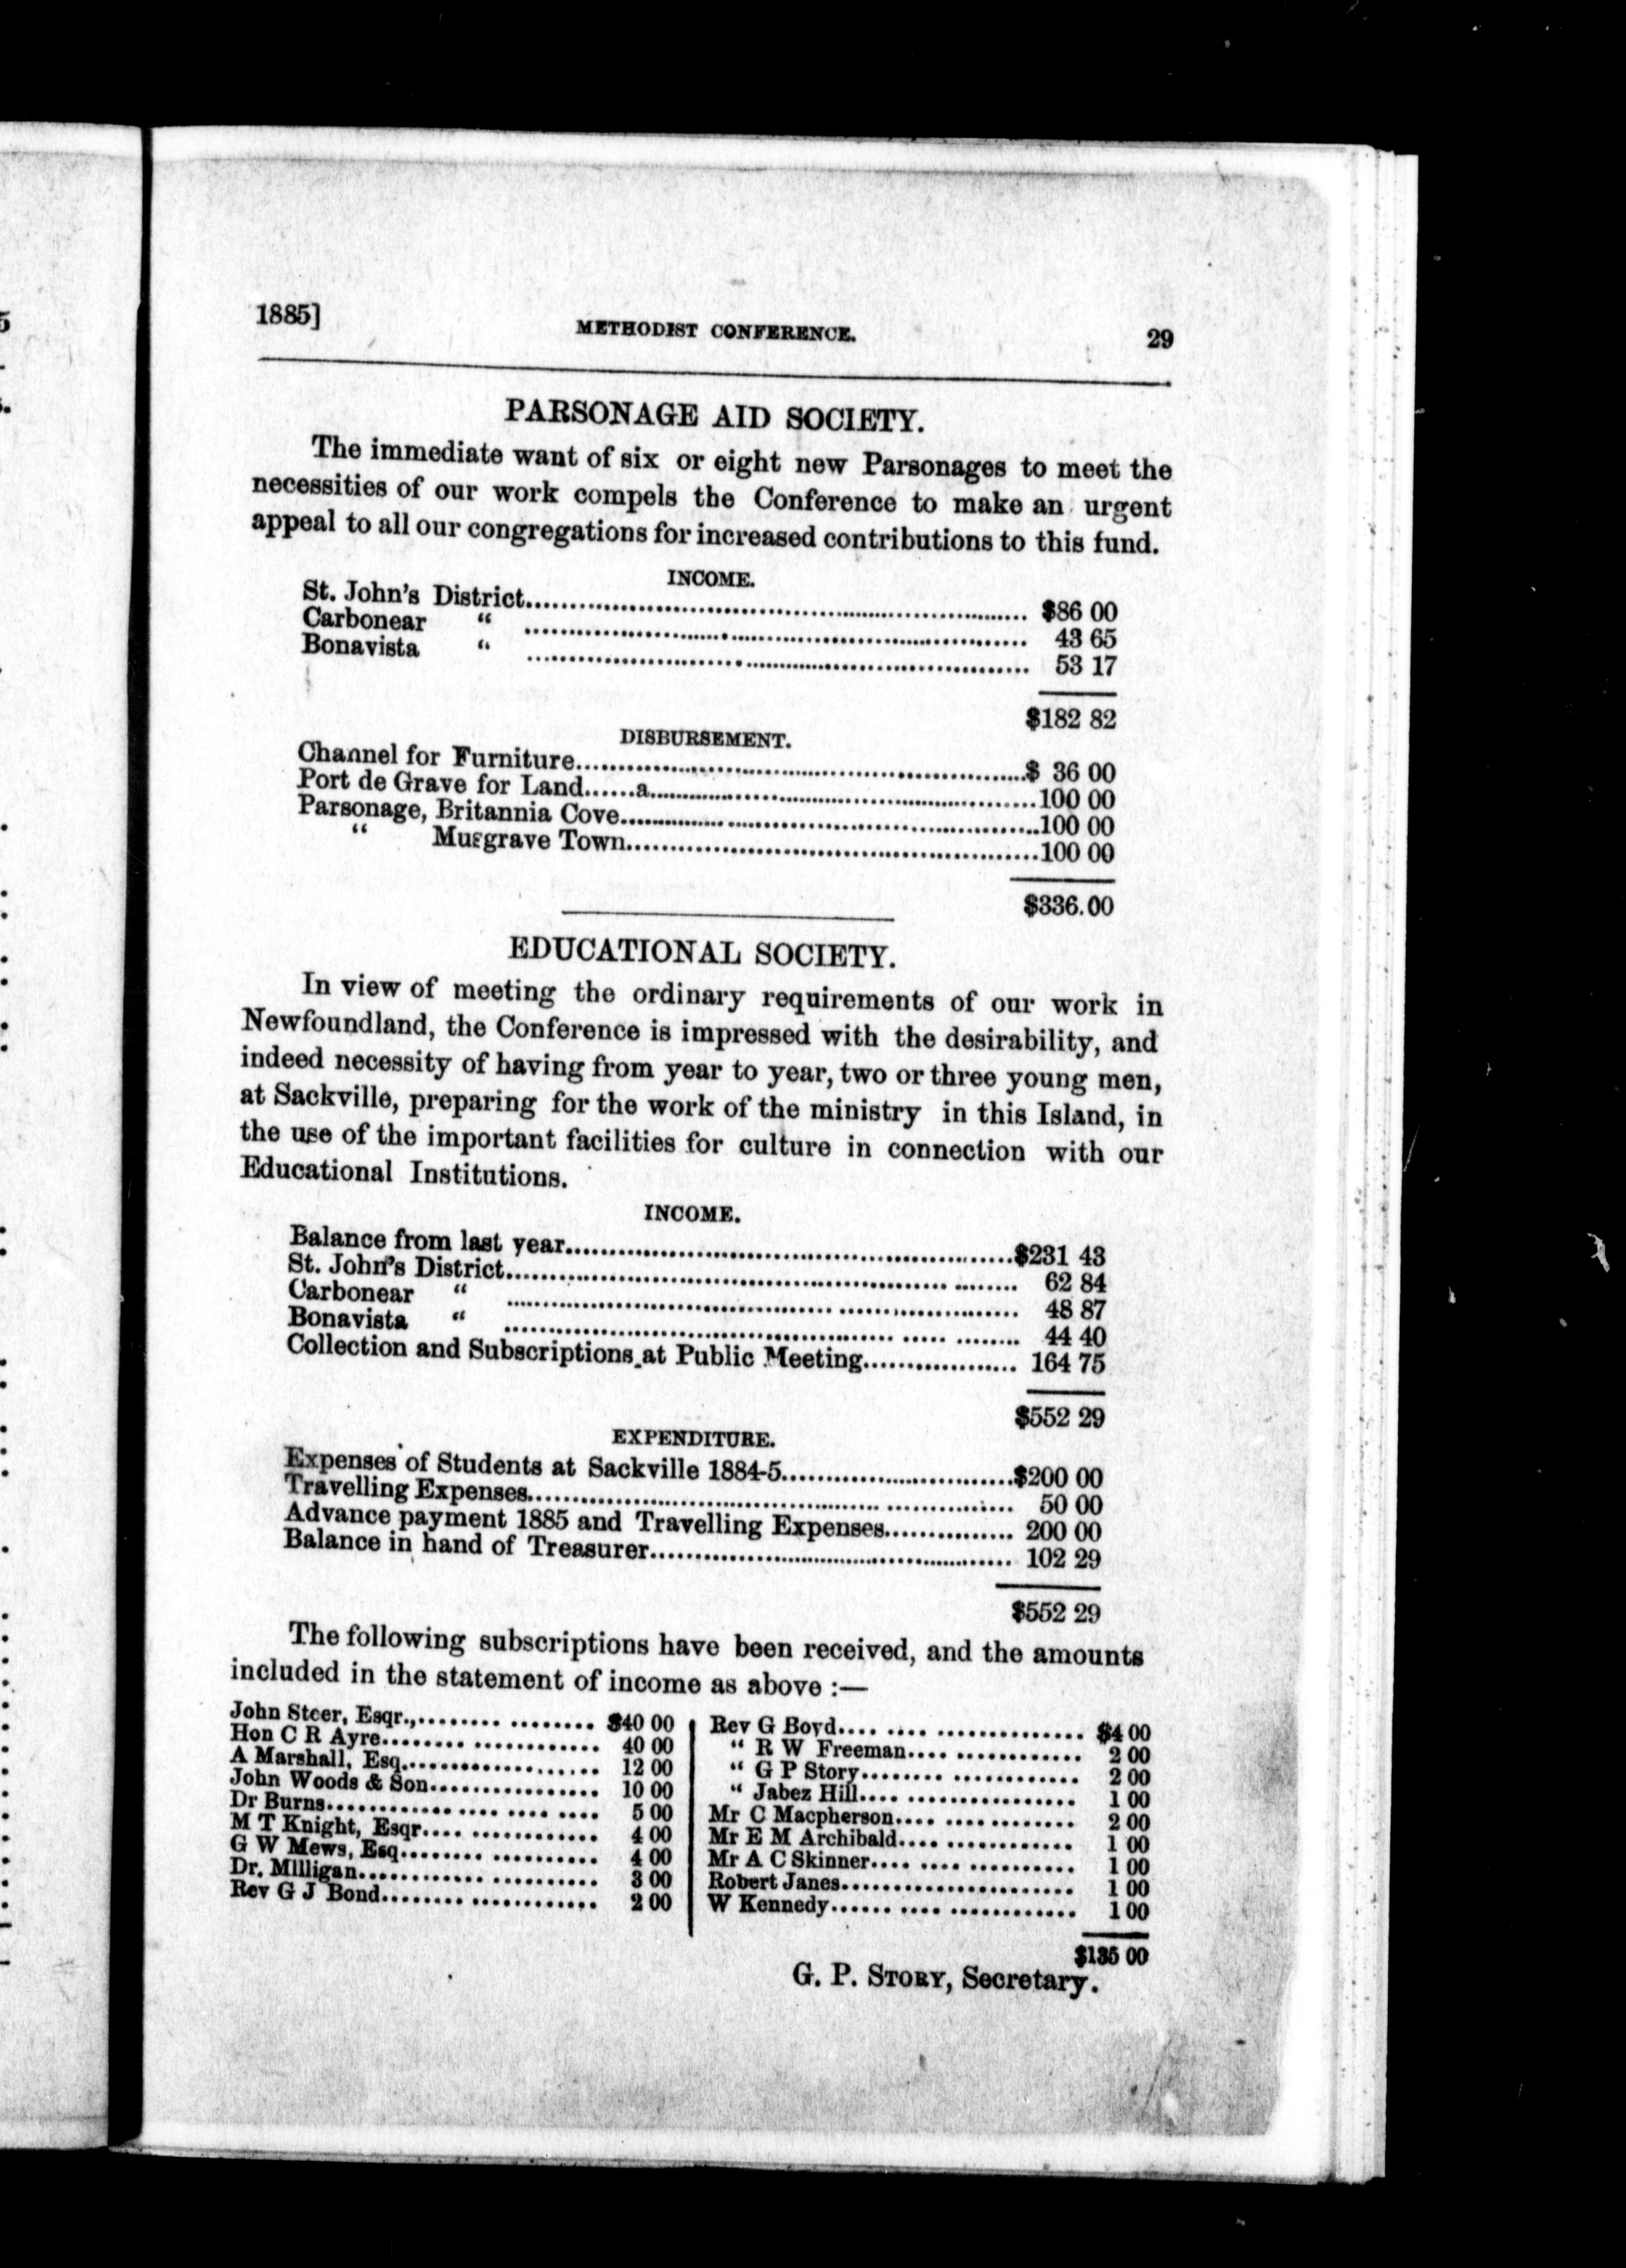 1885] METHODIST CONFERENCE. 29
PARSONAGE AID SOCIETY.
The immediate want of six or eight new Parsonages to meet the
necessities of our work compels the Conference to make an urgent
appeal to all our congregations for increased contributions to this fund.
INCOME.
St. John's District.......... $86 00
Carbonear " .......... 43 65
Bonavista " .......... 53 17
$182 82
DISBURSEMENT.
Channel for Furniture..........$ 36 00
Port de Grave for Land......a..........100 00
Parsonage, Britannia Cove..........100 00
" Musgrave Town..........100 00
$336.00
EDUCATIONAL SOCIETY.
In view of meeting the ordinary requirements of our work in
Newfoundland, the Conference is impressed with the desirability, and
indeed necessity of having from year to year, two or three young men,
at Sackville, preparing for the work of the ministry in this Island, in
the use of the important facilities for culture in connection with our
Educational Institutions.
INCOME.
Balance from last year..........$231 43
St. John's District.......... 62 84
Carbonear " .......... 48 87
Bonavista " .......... 44 40
Collection and Subscriptions at Public Meeting.......... 164 75
$552 29
EXPENDITURE.
Expenses of Students at Sackville 1884-5..........$200 00
Travelling Expenses.......... 50 00
Advance payment 1885 and Travelling Expenses.......... 200 00
Balance in hand of Treasurer.......... 102 29
$552 29
The following subscriptions have been received, and the amounts
included in the statement of income as above :—
John Steer, Esqr.,.......... $40 00
Hon C R Ayre.......... 40 00
A Marshall, Esq.......... 12 00
John Woods & Son.......... 10 00
Dr Burns.......... 5 00
M T Knight, Esqr.......... 4 00
G W Mews, Esq.......... 4 00
Dr. Milligan.......... 3 00
Rev G J Bond.......... 2 00
Rev G Boyd.......... $4 00
" R W Freeman.......... 2 00
" G P Story.......... 2 00
" Jabez Hill.......... 1 00
Mr C Macpherson.......... 2 00
Mr E M Archibald.......... 1 00
Mr A C Skinner.......... 1 00
Robert Janes.......... 1 00
W Kennedy.......... 1 00
$135 00
G. P. STORY, Secretary.